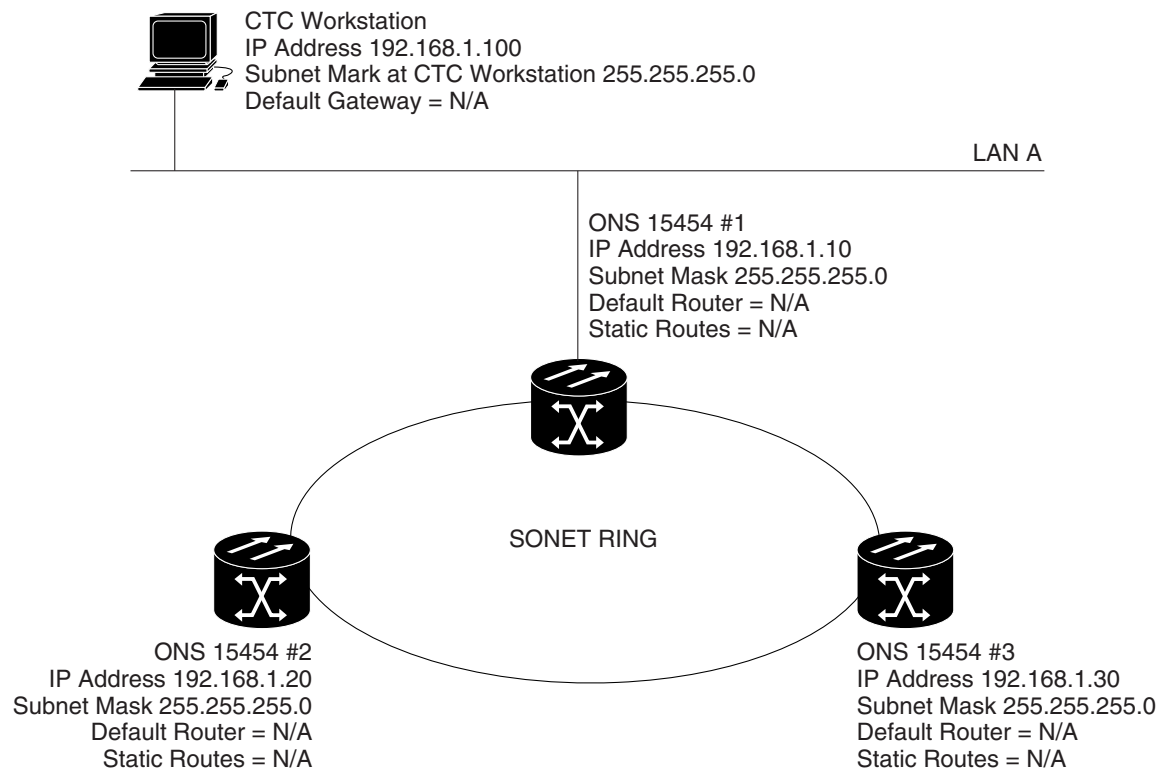 CTC Workstation
IP Address 192.168.1.100
Subnet Mark at CTC Workstation 255.255.255.0
Default Gateway = N/A
LAN A
ONS 15454 #1
IP Address 192.168.1.10
Subnet Mask 255.255.255.0
Default Router = N/A
Static Routes = N/A
SONET RING
ONS 15454 #2
IP Address 192.168.1.20
Subnet Mask 255.255.255.0
Default Router = N/A
Static Routes = N/A
ONS 15454 #3
IP Address 192.168.1.30
Subnet Mask 255.255.255.0
Default Router = N/A
Static Routes = N/A